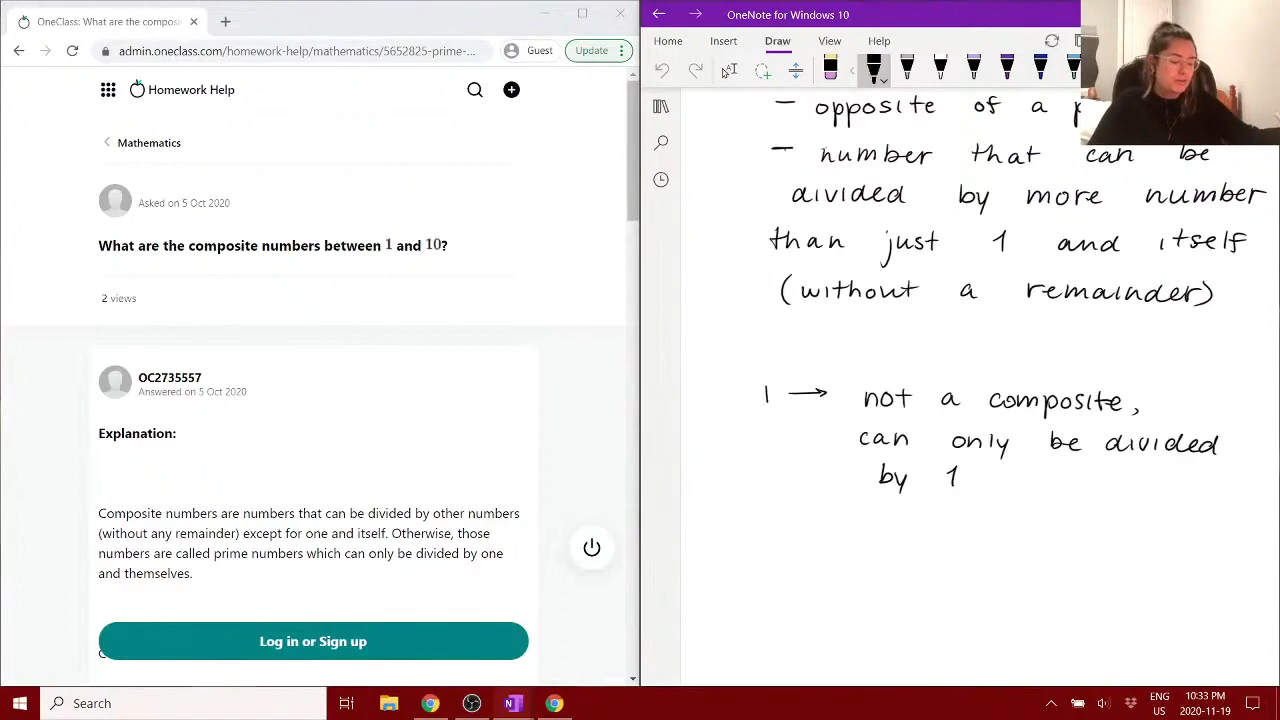 OneClass: What are the composi
admin.oneclass.com/homework-help/mathematics/5652825-prime-...
Guest
Update
Homework Help
Mathematics
Asked on 5 Oct 2020
What are the composite numbers between 1 and 10?
2 views
OC2735557
Answered on 5 Oct 2020
Explanation:
Composite numbers are numbers that can be divided by other numbers
(without any remainder) except for one and itself. Otherwise, those
numbers are called prime numbers which can only be divided by one
and themselves.
Log in or Sign up
OneNote for Windows 10
Home Insert Draw View Help
- opposite of a p
- number that can be
divided by more number
than just 1 and itself
(without a remainder)
1 → not a composite,
can only be divided
by 1
Search
ENG
US
10:33 PM
2020-11-19